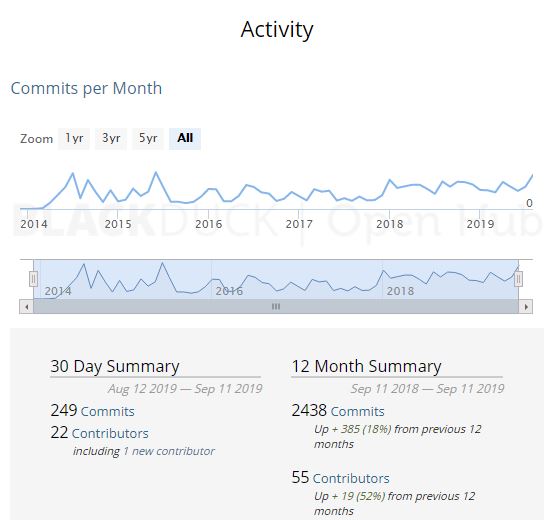 Activity
Commits per Month
Zoom 1yr 3yr 5yr All
BLACKDUCK | Open Hub
0
2014 2015 2016 2017 2018 2019
2014 2016 2018
30 Day Summary
Aug 12 2019 — Sep 11 2019
249 Commits
22 Contributors
including 1 new contributor
12 Month Summary
Sep 11 2018 — Sep 11 2019
2438 Commits
Up + 385 (18%) from previous 12
months
55 Contributors
Up + 19 (52%) from previous 12
months